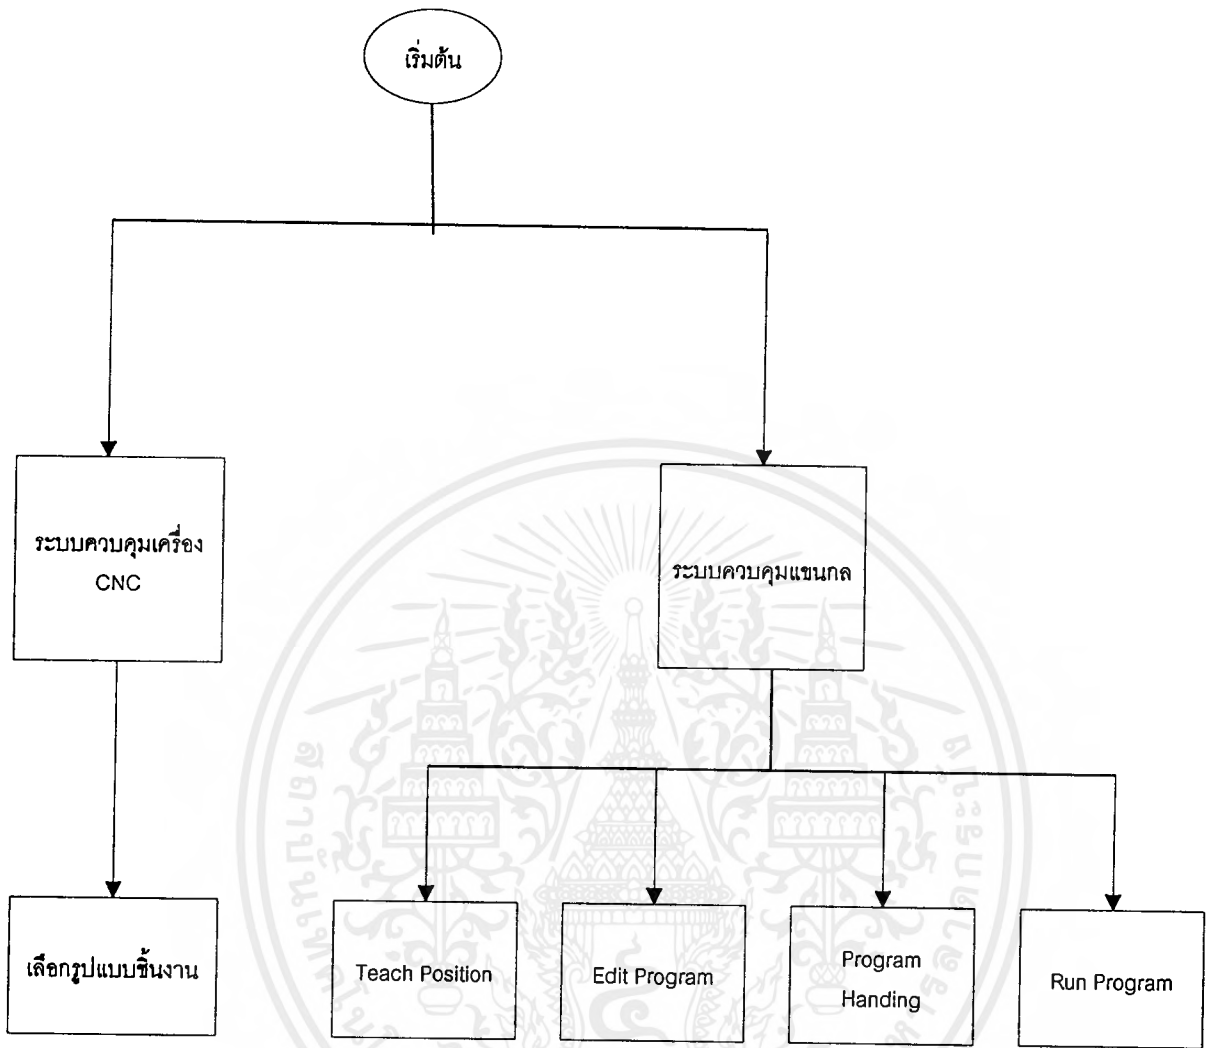 เริ่มต้น
ระบบควบคุมเครื่อง
CNC
ระบบควบคุมแขนกล
เลือกรูปแบบชิ้นงาน
Teach Position
Edit Program
Program
Handing
Run Program